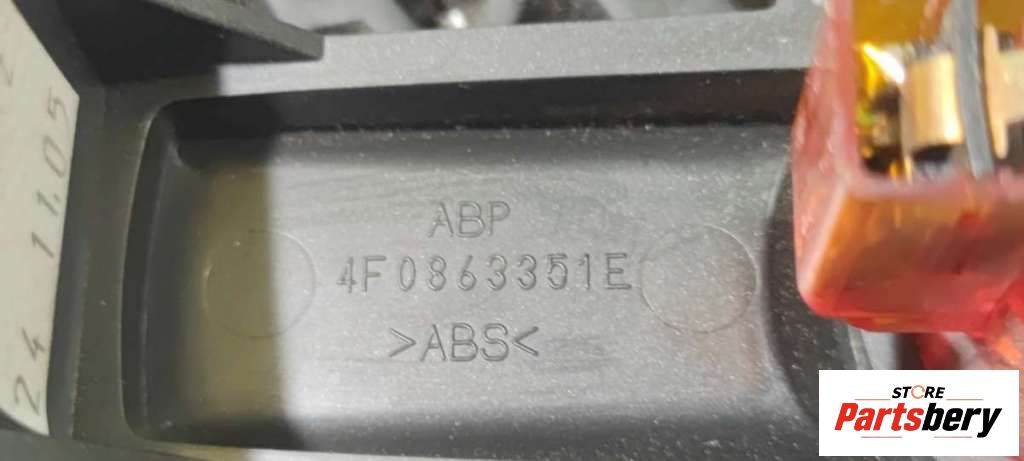 24 11.05
ABP
4F0863351E
>ABS<
STORE
Partsbery